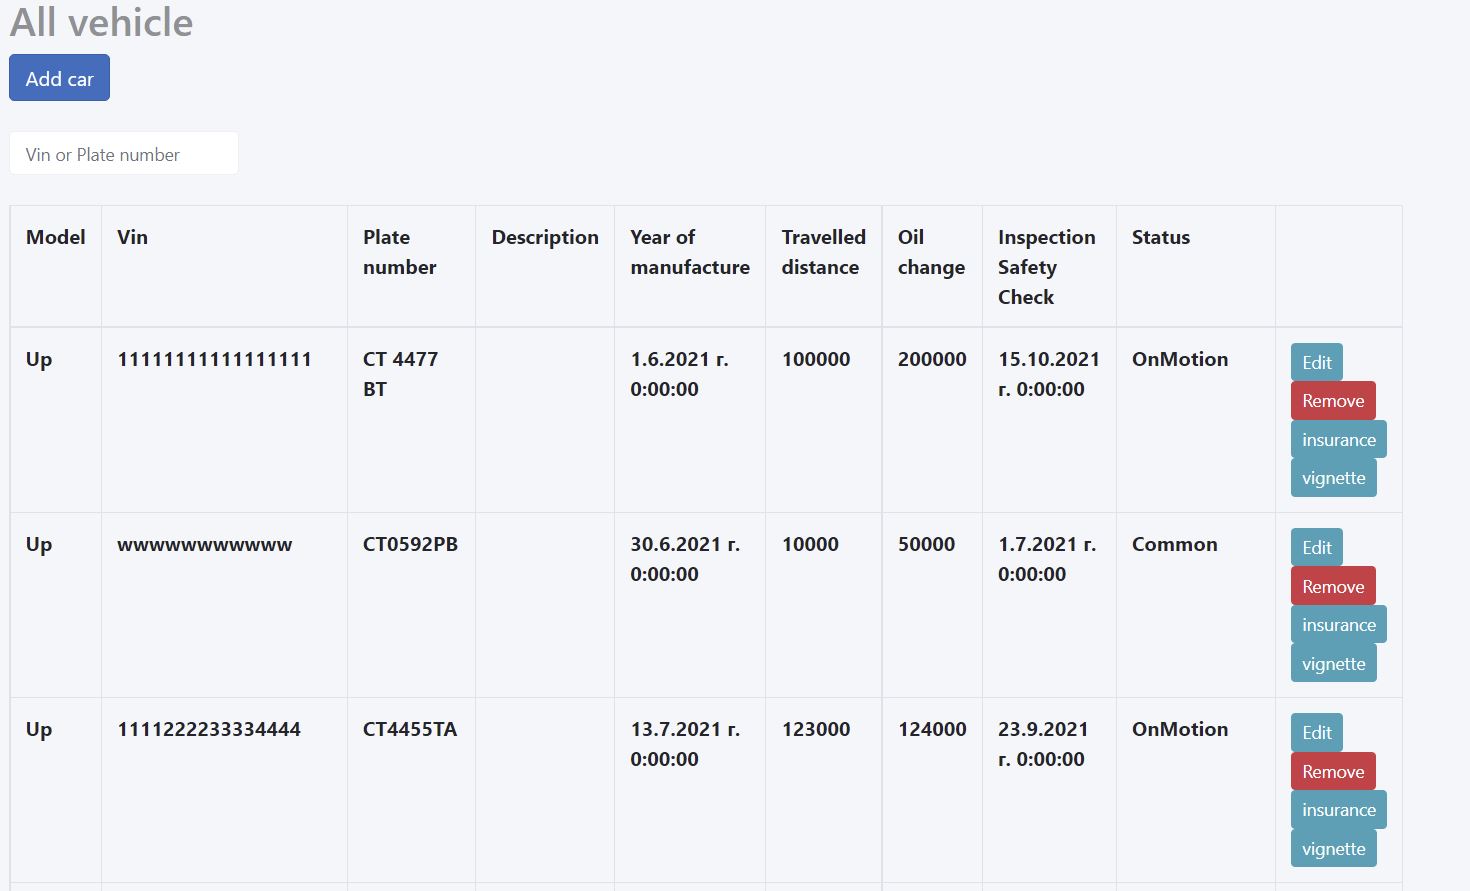 All vehicle
Add car
Vin or Plate number
Model Vin Plate number Description Year of manufacture Travelled distance Oil change Inspection Safety Check Status
Up 11111111111111111 CT 4477 BT 1.6.2021 г. 0:00:00 100000 200000 15.10.2021 г. 0:00:00 OnMotion
Edit
Remove
insurance
vignette
Up wwwwwwwwwww CT0592PB 30.6.2021 г. 0:00:00 10000 50000 1.7.2021 г. 0:00:00 Common
Edit
Remove
insurance
vignette
Up 1111222233334444 CT4455TA 13.7.2021 г. 0:00:00 123000 124000 23.9.2021 г. 0:00:00 OnMotion
Edit
Remove
insurance
vignette